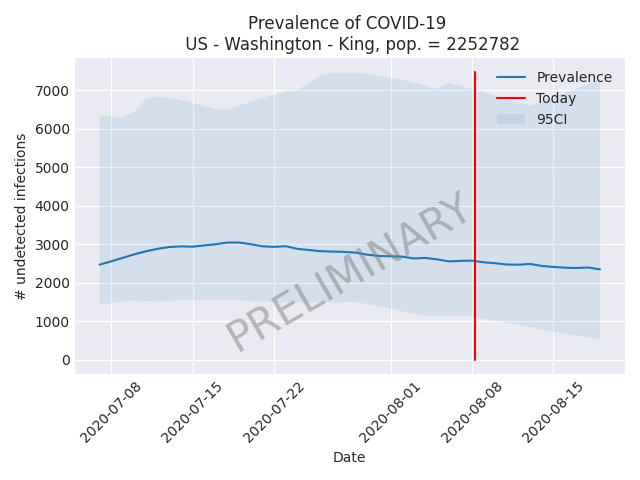 Prevalence of COVID-19
US - Washington - King, pop. = 2252782
Prevalence
Today
95CI
# undetected infections
7000
6000
5000
4000
3000
2000
1000
0
PRELIMINARY
2020-07-08
2020-07-15
2020-07-22
2020-08-01
2020-08-08
2020-08-15
Date